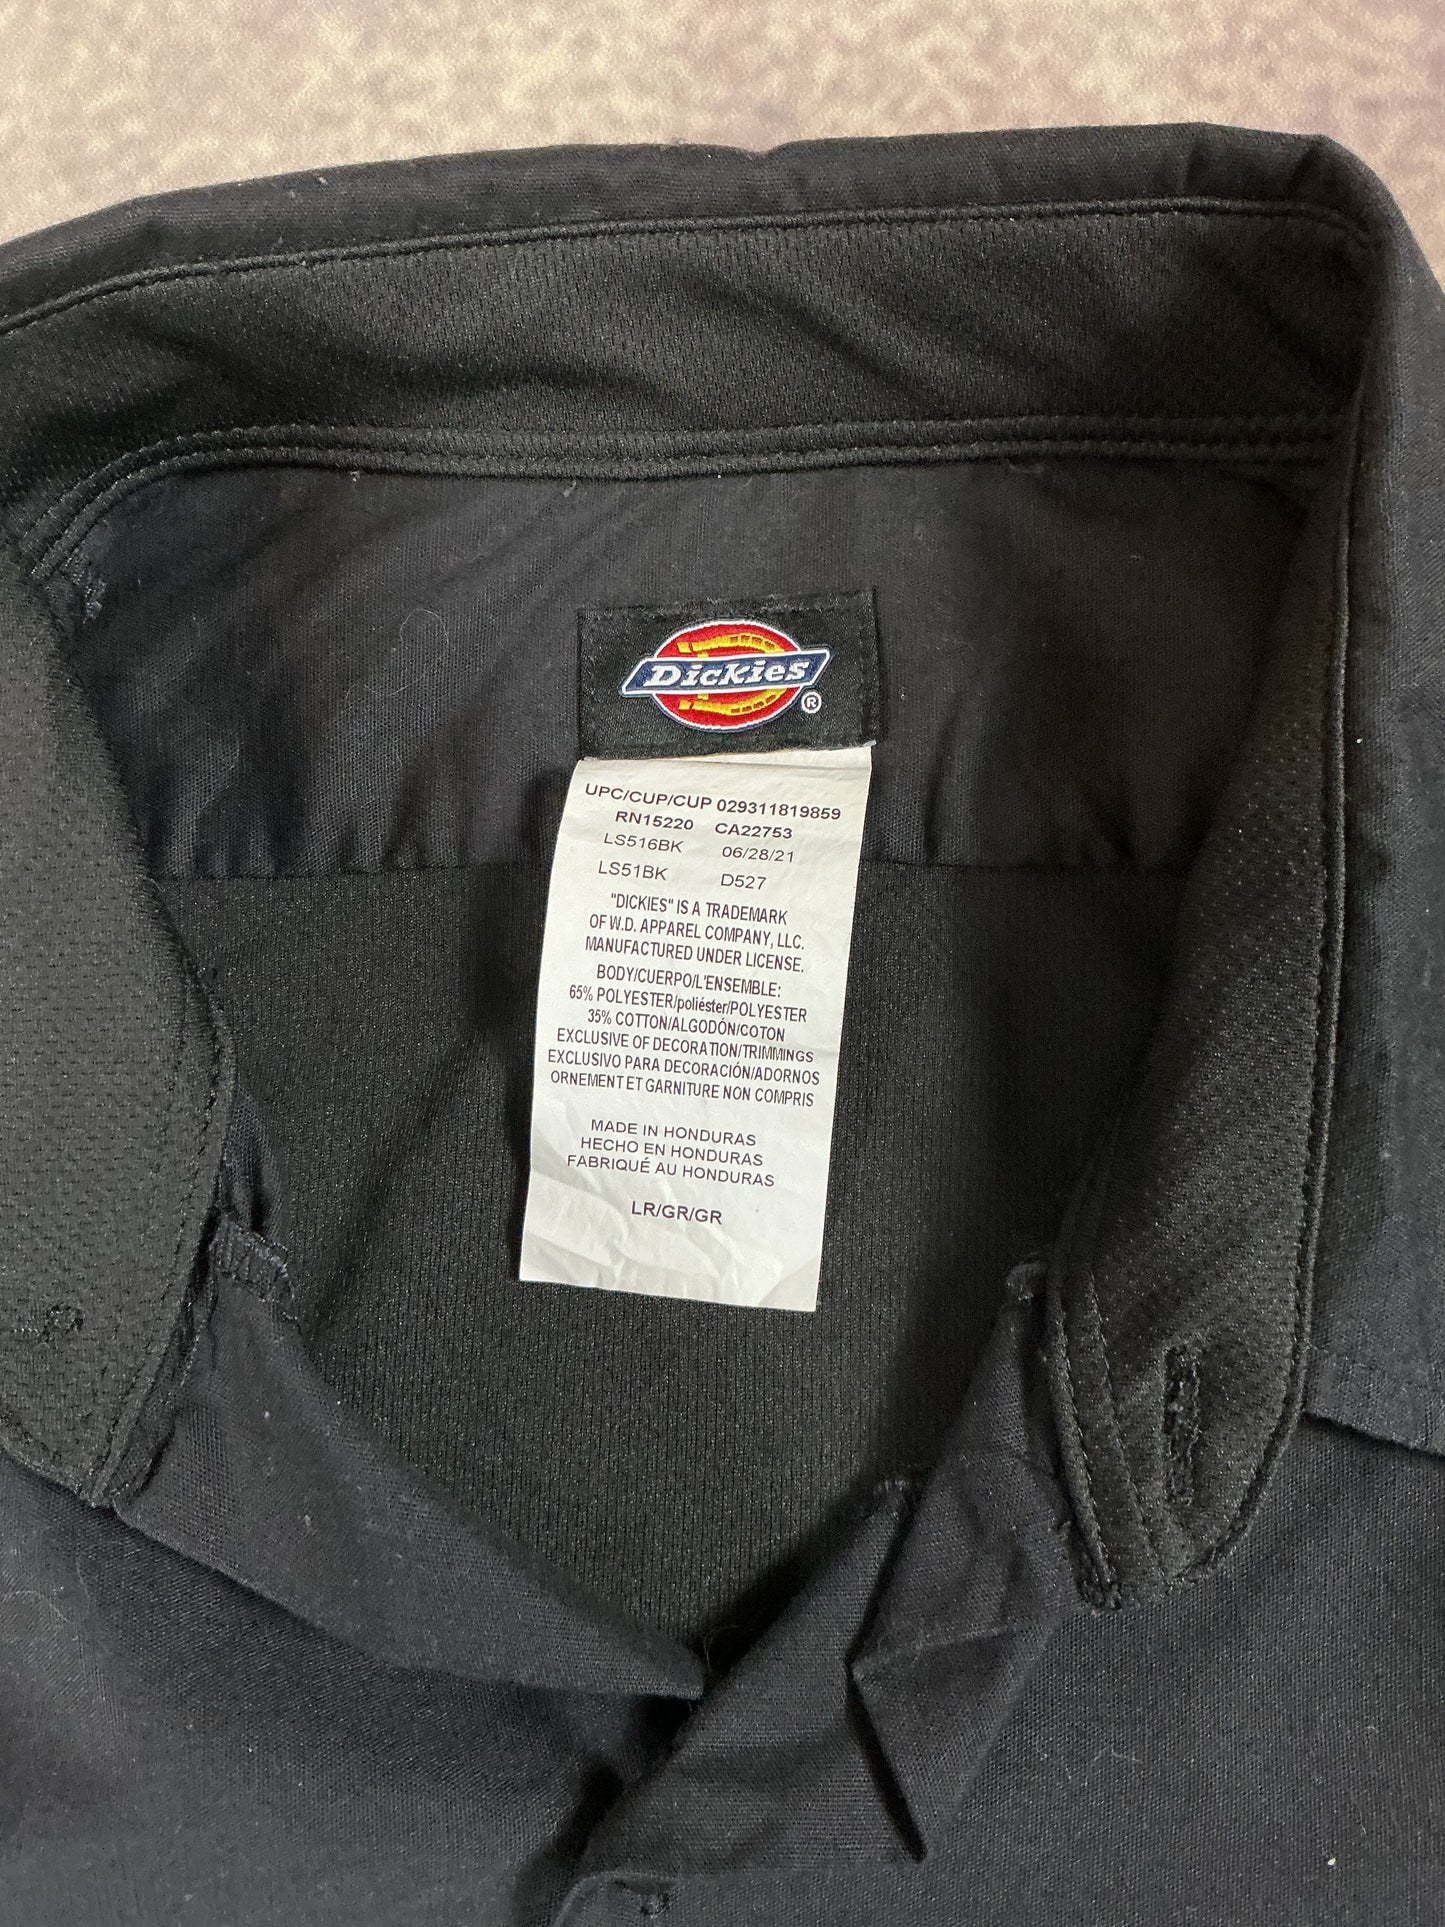 Dickies®
UPC/CUP/CUP 029311819859
RN15220 CA22753
LS516BK 06/28/21
LS51BK D527
"DICKIES" IS A TRADEMARK
OF W.D. APPAREL COMPANY, LLC.
MANUFACTURED UNDER LICENSE.
BODY/CUERPO/L'ENSEMBLE:
65% POLYESTER/poliéster/POLYESTER
35% COTTON/ALGODÓN/COTON
EXCLUSIVE OF DECORATION/TRIMMINGS
EXCLUSIVO PARA DECORACIÓN/ADORNOS
ORNEMENT ET GARNITURE NON COMPRIS
MADE IN HONDURAS
HECHO EN HONDURAS
FABRIQUÉ AU HONDURAS
LR/GR/GR